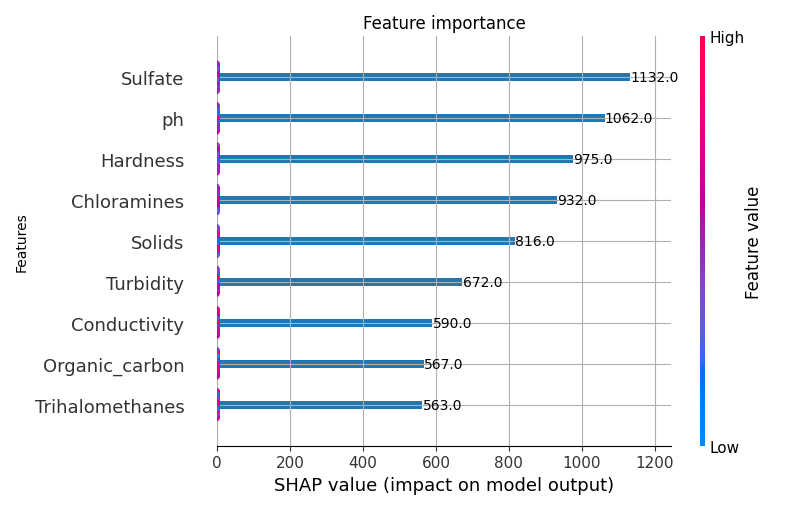 Feature importance
High
Sulfate 1132.0
ph 1062.0
Hardness 975.0
Chloramines 932.0
Solids 816.0
Turbidity 672.0
Conductivity 590.0
Organic_carbon 567.0
Trihalomethanes 563.0
Features
Feature value
Low
0 200 400 600 800 1000 1200
SHAP value (impact on model output)